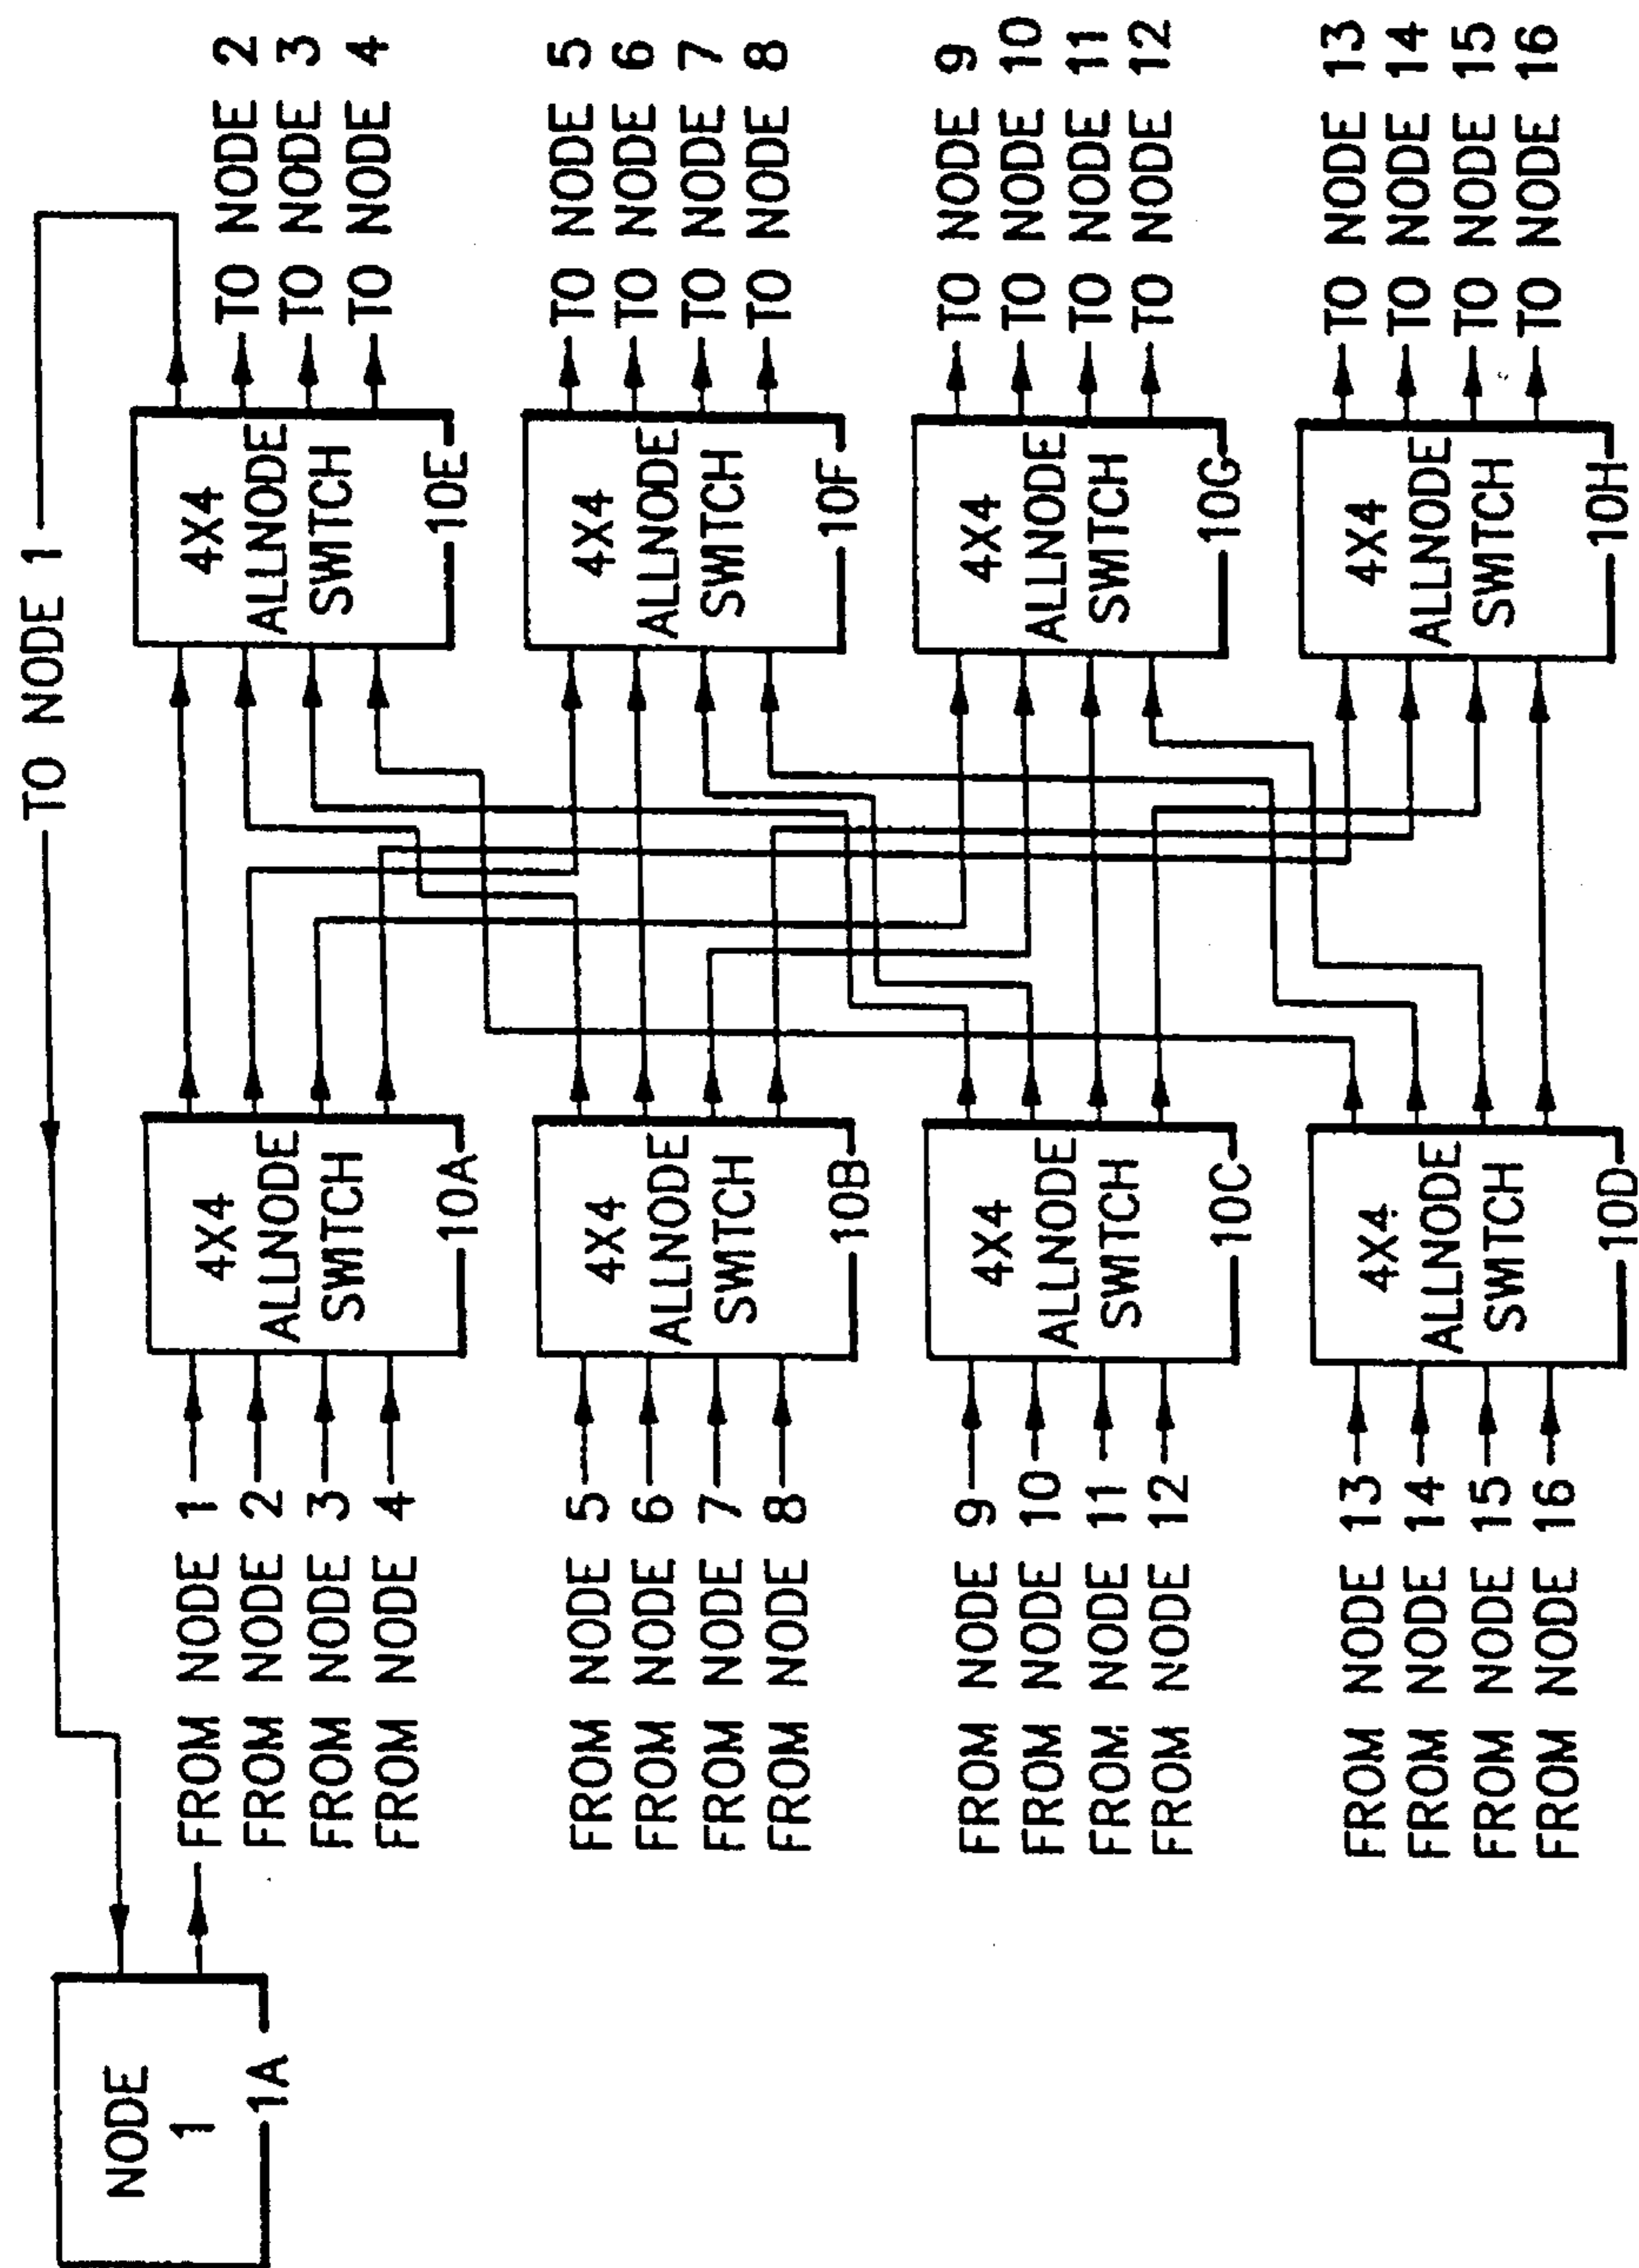 NODE
1
1A
TO NODE 1
FROM NODE 1
FROM NODE 2
FROM NODE 3
FROM NODE 4
4X4
ALLNODE
SWITCH
10A
4X4
ALLNODE
SWITCH
10E
TO NODE 2
TO NODE 3
TO NODE 4
FROM NODE 5
FROM NODE 6
FROM NODE 7
FROM NODE 8
4X4
ALLNODE
SWITCH
10B
4X4
ALLNODE
SWITCH
10F
TO NODE 5
TO NODE 6
TO NODE 7
TO NODE 8
FROM NODE 9
FROM NODE 10
FROM NODE 11
FROM NODE 12
4X4
ALLNODE
SWITCH
10C
4X4
ALLNODE
SWITCH
10G
TO NODE 9
TO NODE 10
TO NODE 11
TO NODE 12
FROM NODE 13
FROM NODE 14
FROM NODE 15
FROM NODE 16
4X4
ALLNODE
SWITCH
10D
4X4
ALLNODE
SWITCH
10H
TO NODE 13
TO NODE 14
TO NODE 15
TO NODE 16